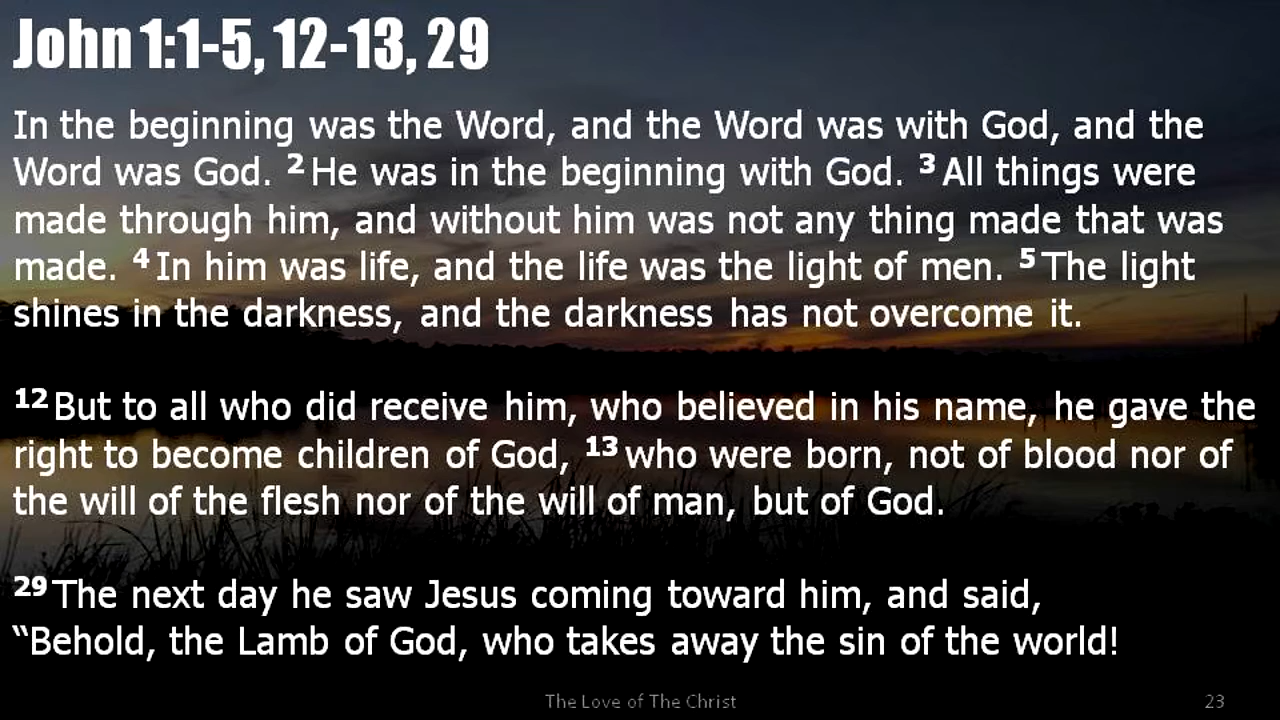 John 1:1-5, 12-13, 29
In the beginning was the Word, and the Word was with God, and the
Word was God. 2 He was in the beginning with God. 3 All things were
made through him, and without him was not any thing made that was
made. 4 In him was life, and the life was the light of men. 5 The light
shines in the darkness, and the darkness has not overcome it.
12 But to all who did receive him, who believed in his name, he gave the
right to become children of God, 13 who were born, not of blood nor of
the will of the flesh nor of the will of man, but of God.
29 The next day he saw Jesus coming toward him, and said,
“Behold, the Lamb of God, who takes away the sin of the world!
The Love of The Christ
23